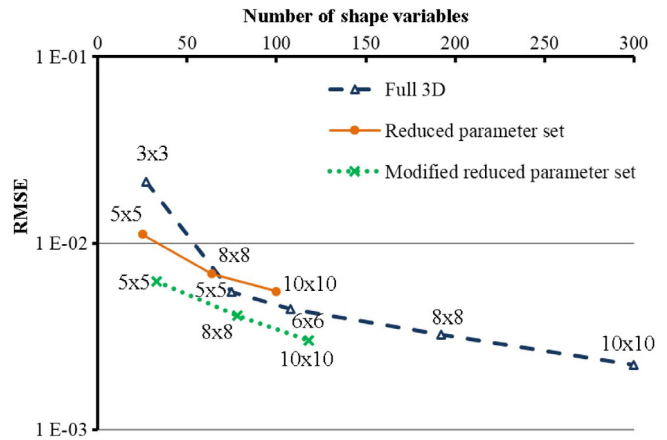 Number of shape variables
0 50 100 150 200 250 300
1 E-01
Full 3D
Reduced parameter set
3x3
Modified reduced parameter set
RMSE
5x5
1 E-02
8x8
5x5
5x5
10x10
8x8
6x6
8x8
10x10
10x10
1 E-03